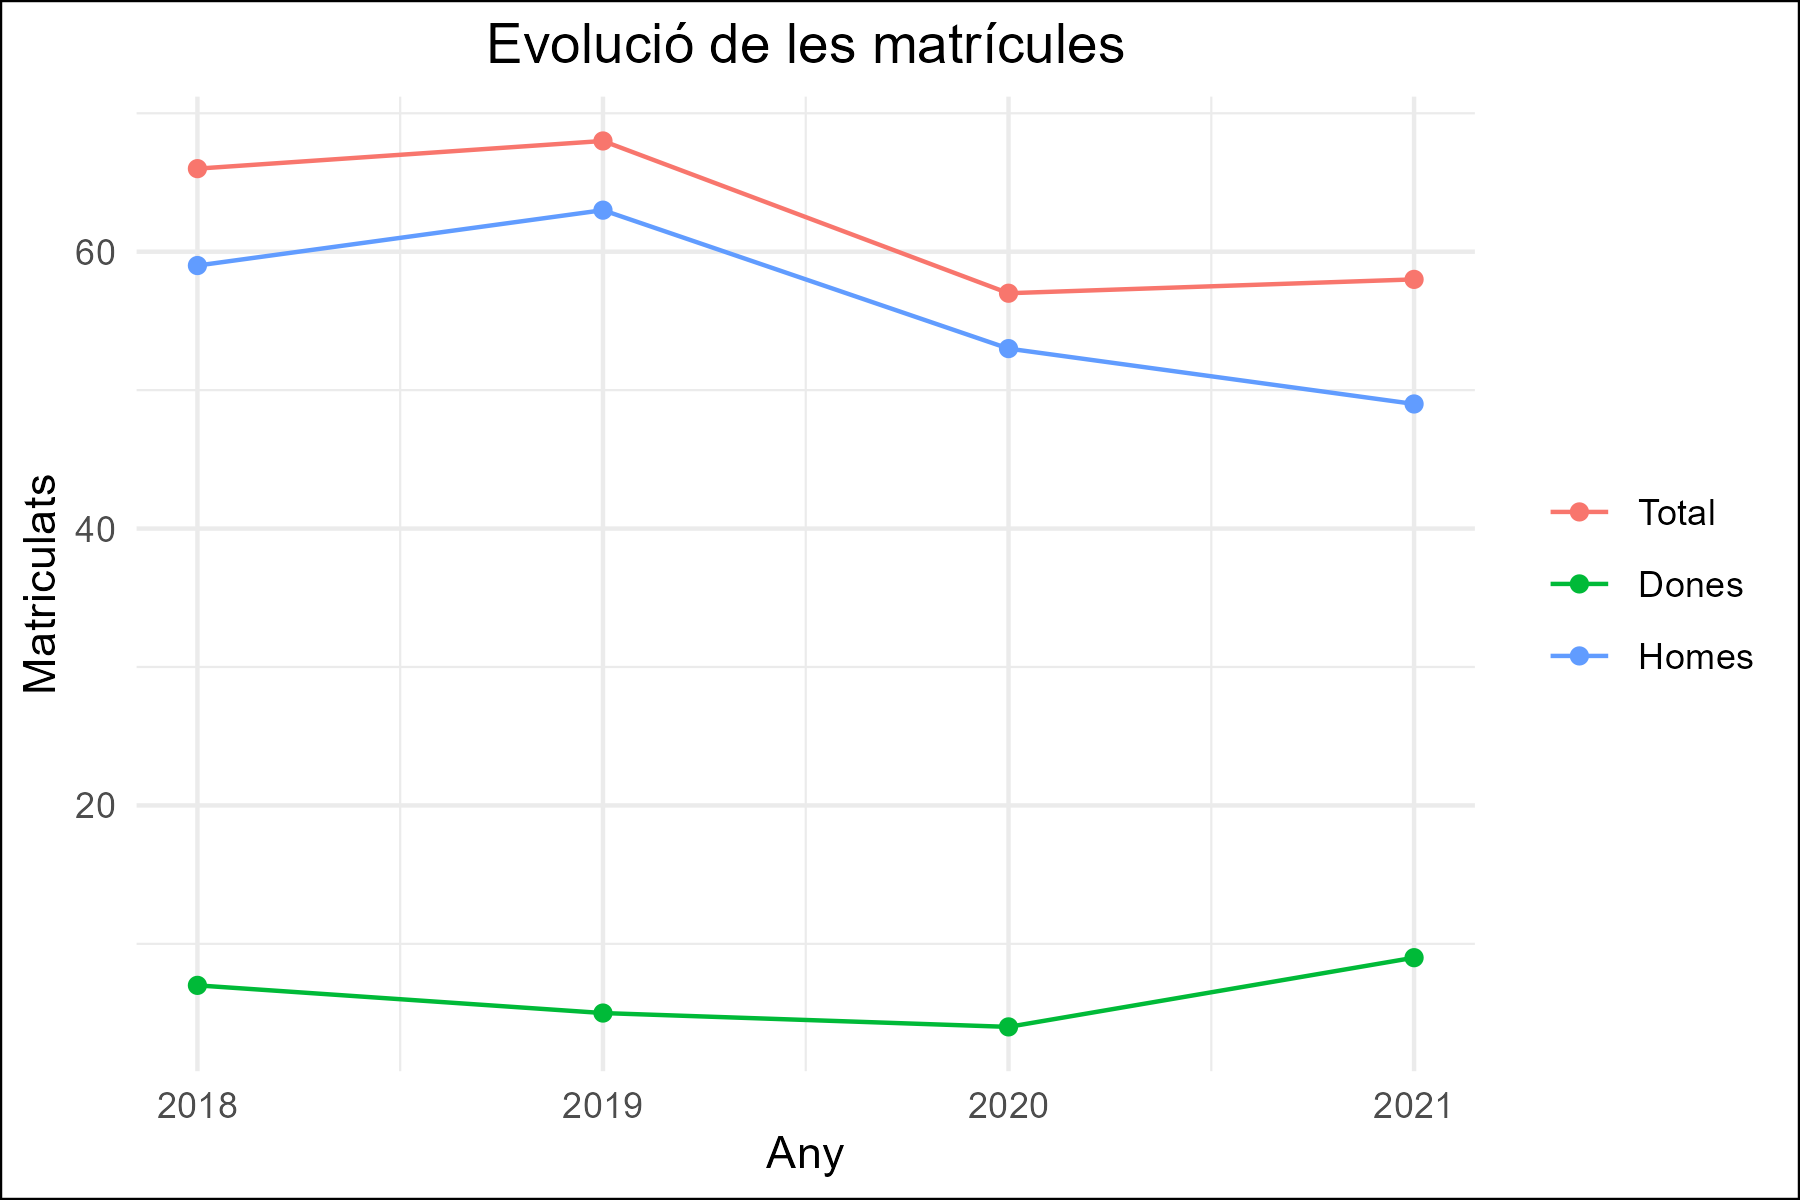 Evolució de les matrícules
Matriculats
60
40
20
2018
2019
2020
2021
Any
Total
Dones
Homes